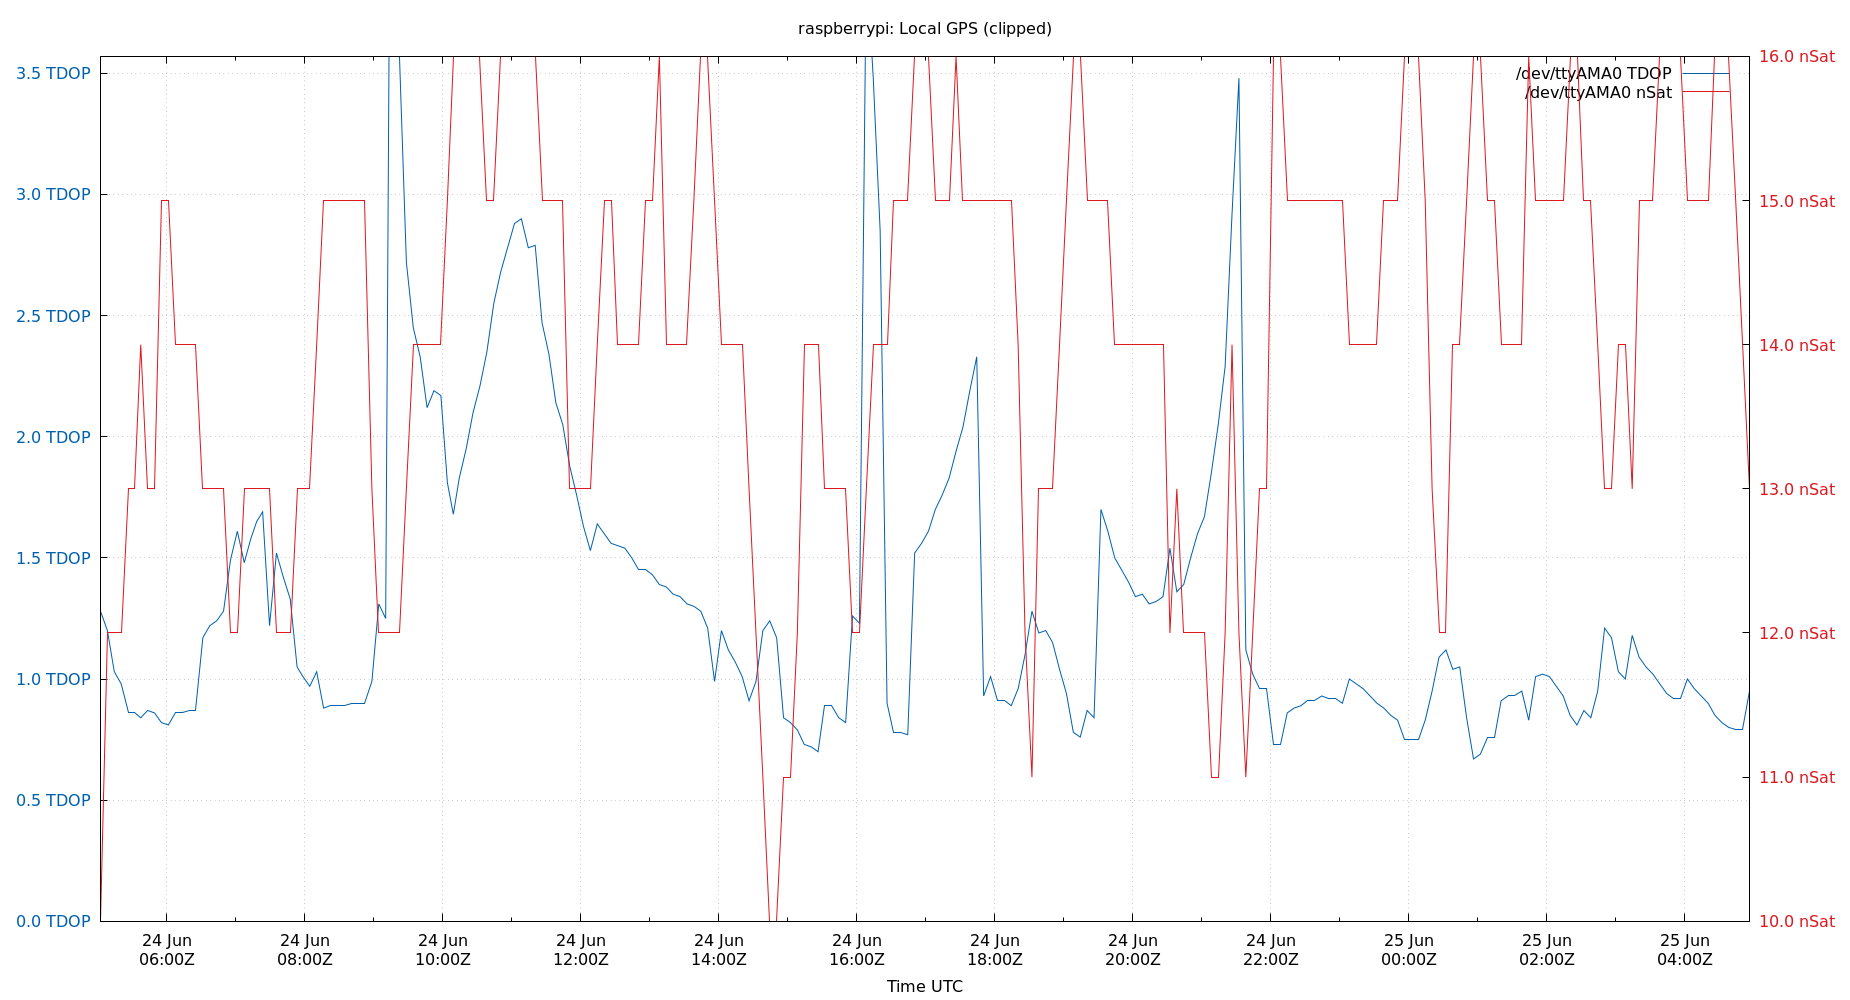 raspberrypi: Local GPS (clipped)
3.5 TDOP
3.0 TDOP
2.5 TDOP
2.0 TDOP
1.5 TDOP
1.0 TDOP
0.5 TDOP
0.0 TDOP
16.0 nSat
15.0 nSat
14.0 nSat
13.0 nSat
12.0 nSat
11.0 nSat
10.0 nSat
/dev/ttyAMA0 TDOP
/dev/ttyAMA0 nSat
24 Jun 24 Jun 24 Jun 24 Jun 24 Jun 24 Jun 24 Jun 24 Jun 24 Jun 25 Jun 25 Jun 25 Jun
06:00Z 08:00Z 10:00Z 12:00Z 14:00Z 16:00Z 18:00Z 20:00Z 22:00Z 00:00Z 02:00Z 04:00Z
Time UTC